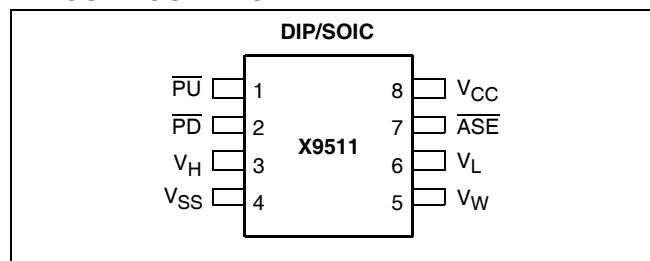 DIP/SOIC
PU 1 8 VCC
PD 2 7 ASE
X9511
VH 3 6 VL
VSS 4 5 VW